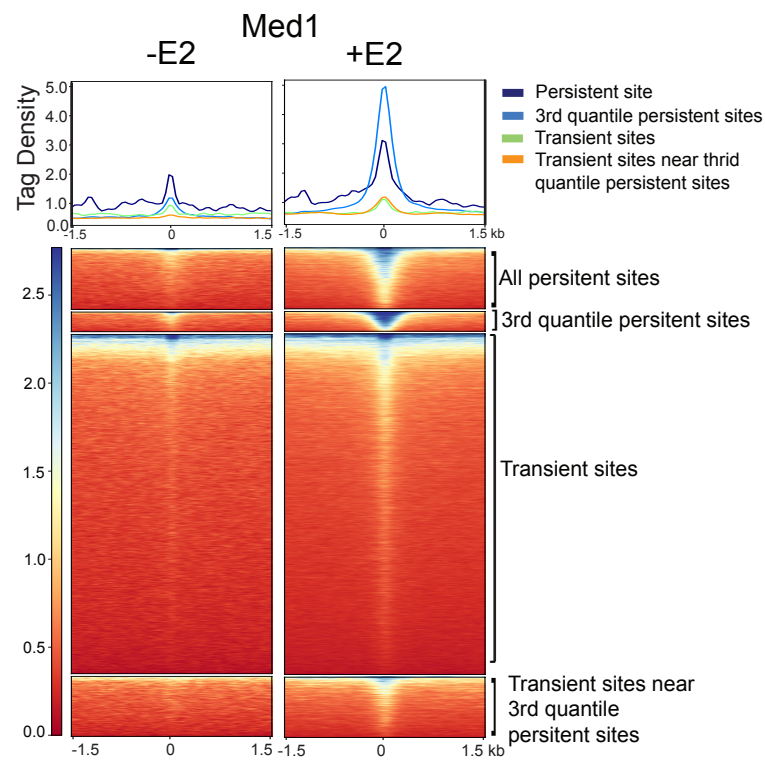 Med1
-E2
+E2
Tag Density
5.0
4.0
3.0
2.0
1.0
0.0
-1.5
0
1.5
-1.5
0
1.5 kb
Persistent site
3rd quantile persistent sites
Transient sites
Transient sites near thrid
quantile persistent sites
2.5
2.0
1.5
1.0
0.5
0.0
All persitent sites
3rd quantile persitent sites
Transient sites
Transient sites near
3rd quantile
persitent sites
-1.5
0
1.5
-1.5
0
1.5 kb